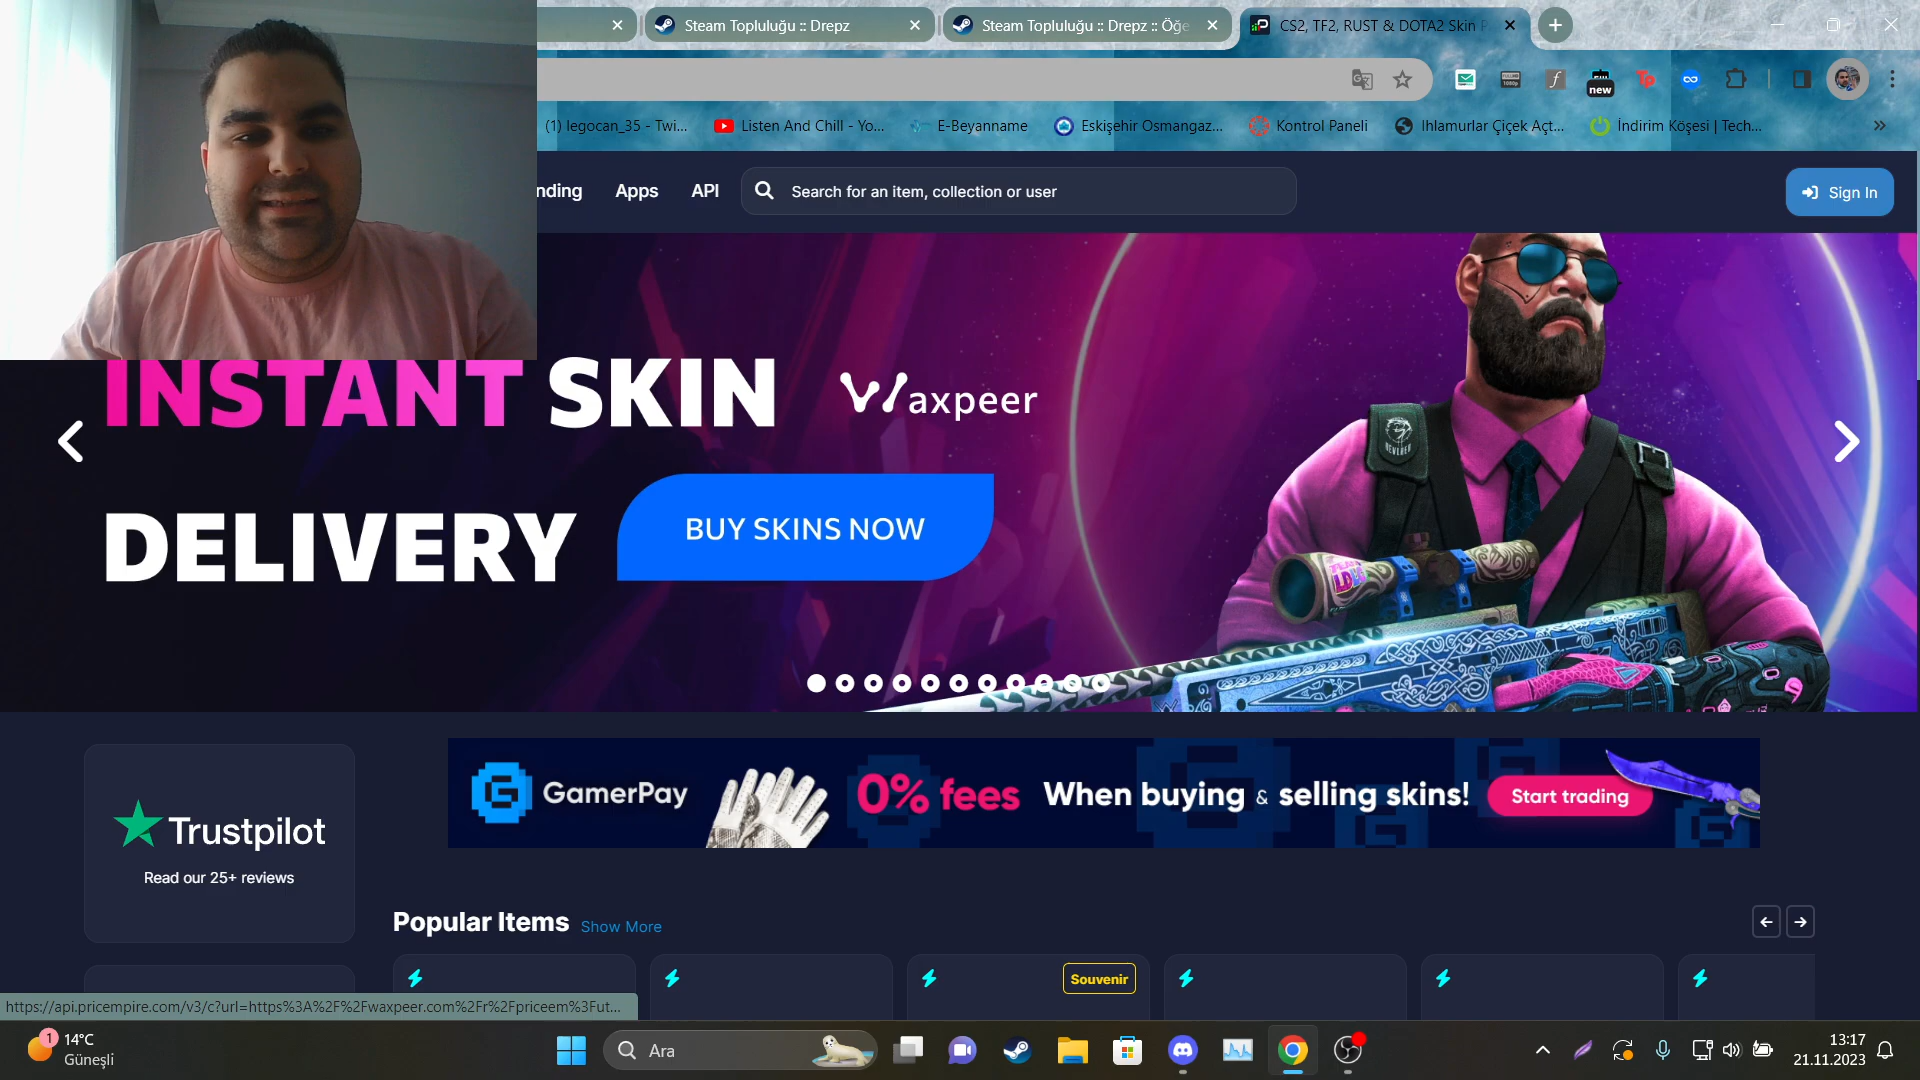 Steam Topluluğu :: Drepz
Steam Topluluğu :: Drepz :: Öğe
CS2, TF2, RUST & DOTA2 Skin P
new
(1) legocan_35 - Twi...
Listen And Chill - Yo...
E-Beyanname
Eskişehir Osmangaz...
Kontrol Paneli
Ihlamurlar Çiçek Açt...
İndirim Köşesi | Tech...
nding
Apps
API
Search for an item, collection or user
Sign In
INSTANT SKIN
DELIVERY
Waxpeer
BUY SKINS NOW
GamerPay
0% fees
When buying & selling skins!
Start trading
Trustpilot
Read our 25+ reviews
Popular Items
Show More
Souvenir
https://api.pricempire.com/v3/c?url=https%3A%2F%2Fwaxpeer.com%2Fr%2Fpriceem%3Fut...
1
14°C
Güneşli
Ara
13:17
21.11.2023